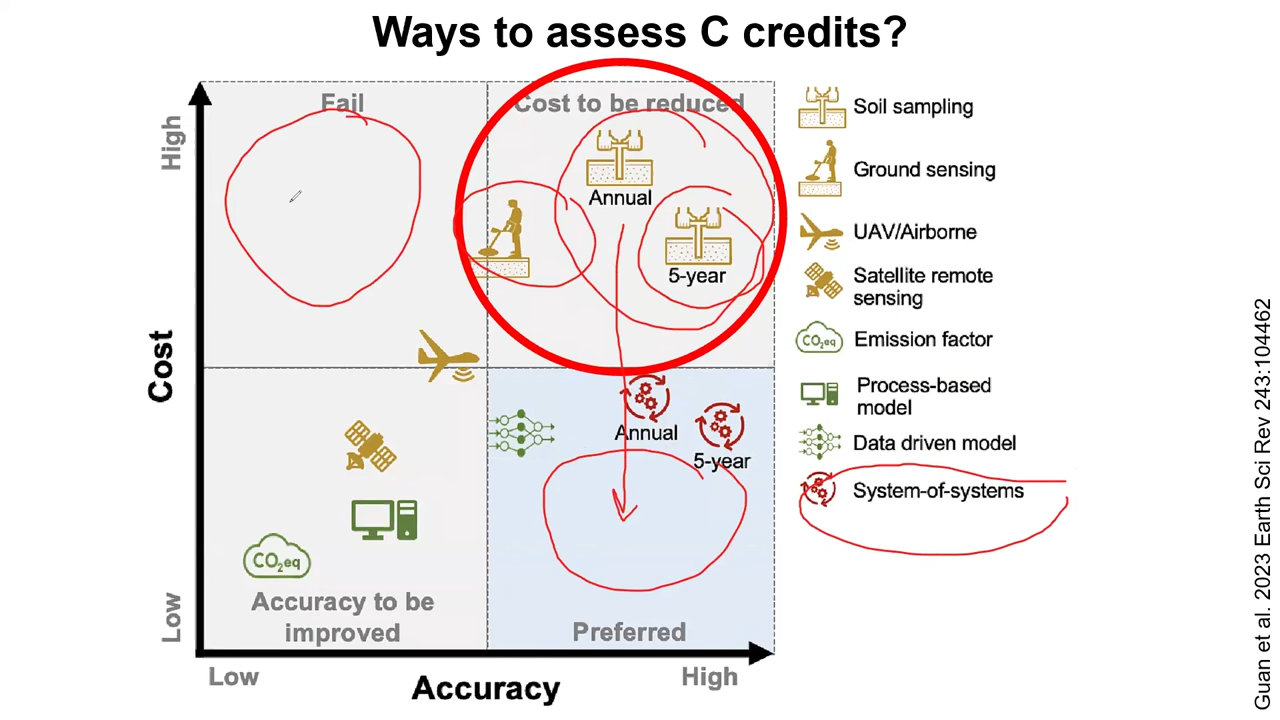 Ways to assess C credits?
Fail
Cost to be reduced
High
Cost
Low
Annual
5-year
Annual
5-year
CO2eq
Accuracy to be
improved
Preferred
Low
Accuracy
High
Soil sampling
Ground sensing
UAV/Airborne
Satellite remote
sensing
CO2eq
Emission factor
Process-based
model
Data driven model
System-of-systems
Guan et al. 2023 Earth Sci Rev 243:104462